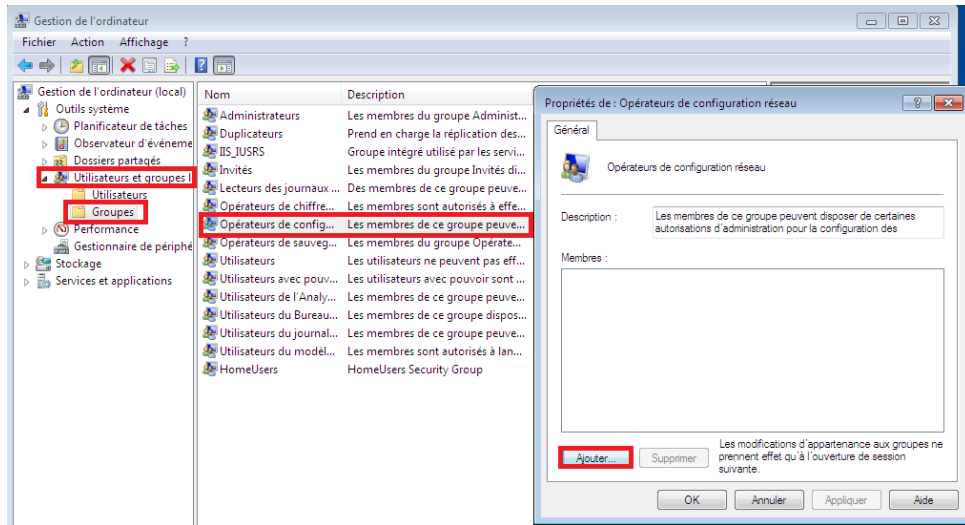 Gestion de l'ordinateur
Fichier Action Affichage ?
Gestion de l'ordinateur (local)
Outils système
Planificateur de tâches
Observateur d'événeme
Dossiers partagés
Utilisateurs et groupes l
Utilisateurs
Groupes
Performance
Gestionnaire de périphé
Stockage
Services et applications
Nom Description
Administrateurs Les membres du groupe Administ...
Duplicateurs Prend en charge la réplication des...
IIS_IUSRS Groupe intégré utilisé par les servi...
Invités Les membres du groupe Invités di...
Lecteurs des journaux ... Des membres de ce groupe peuve...
Opérateurs de chiffre... Les membres sont autorisés à effe...
Opérateurs de config... Les membres de ce groupe peuve...
Opérateurs de sauveg... Les membres du groupe Opérate...
Utilisateurs Les utilisateurs ne peuvent pas eff...
Utilisateurs avec pouv... Les utilisateurs avec pouvoir sont ...
Utilisateurs de l'Analy... Les membres de ce groupe peuve...
Utilisateurs du Bureau... Les membres de ce groupe dispos...
Utilisateurs du journal... Les membres de ce groupe peuve...
Utilisateurs du modèl... Les membres sont autorisés à lan...
HomeUsers HomeUsers Security Group
Propriétés de : Opérateurs de configuration réseau
Général
Opérateurs de configuration réseau
Description : Les membres de ce groupe peuvent disposer de certaines
autorisations d'administration pour la configuration des
Membres :
Ajouter... Supprimer
Les modifications d'appartenance aux groupes ne
prennent effet qu'à l'ouverture de session
suivante.
OK Annuler Appliquer Aide